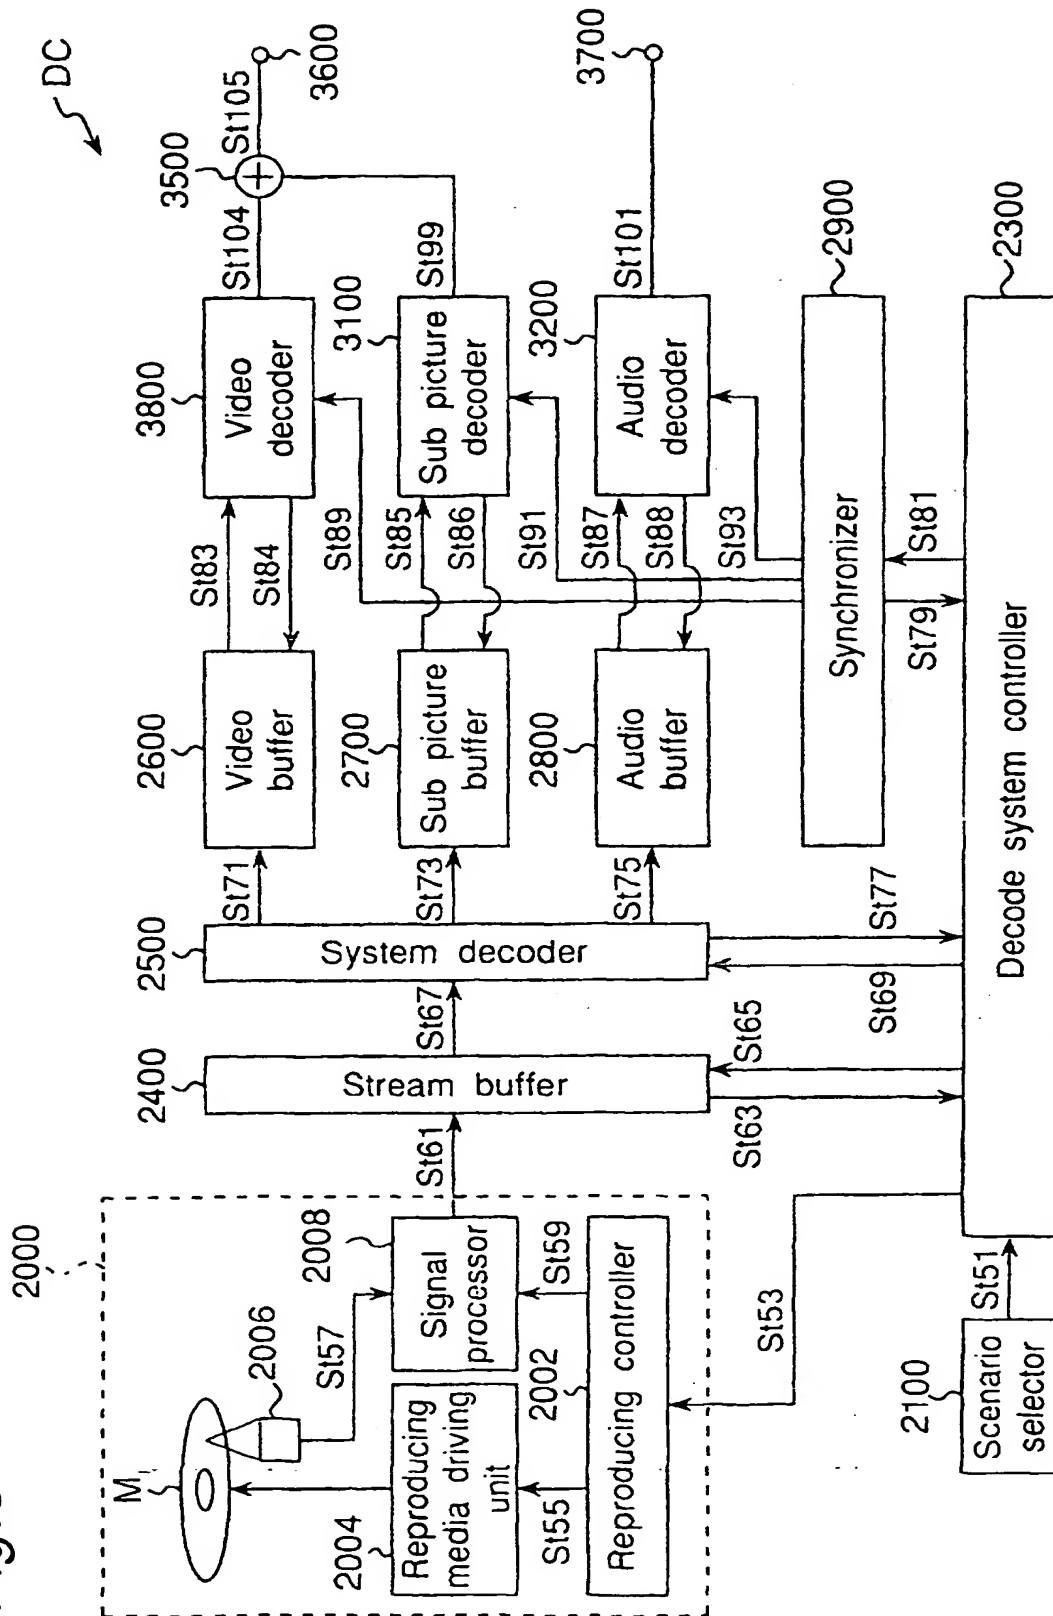 DC
2000
M
2006
2004
Reproducing
media driving
unit
St57
2008
Signal
processor
St55
2002
St59
Reproducing controller
St53
2100
Scenario
selector
St51
St61
2400
Stream buffer
St63
St65
St67
2500
System decoder
St69
St77
St71
St73
St75
2600
Video
buffer
2700
Sub picture
buffer
2800
Audio
buffer
St83
St84
St89
St85
St86
St91
St87
St88
St93
3800
Video
decoder
3100
Sub picture
decoder
3200
Audio
decoder
St104
3500
+
St105
3600
St99
St101
3700
Synchronizer
2900
St79
St81
Decode system controller
2300